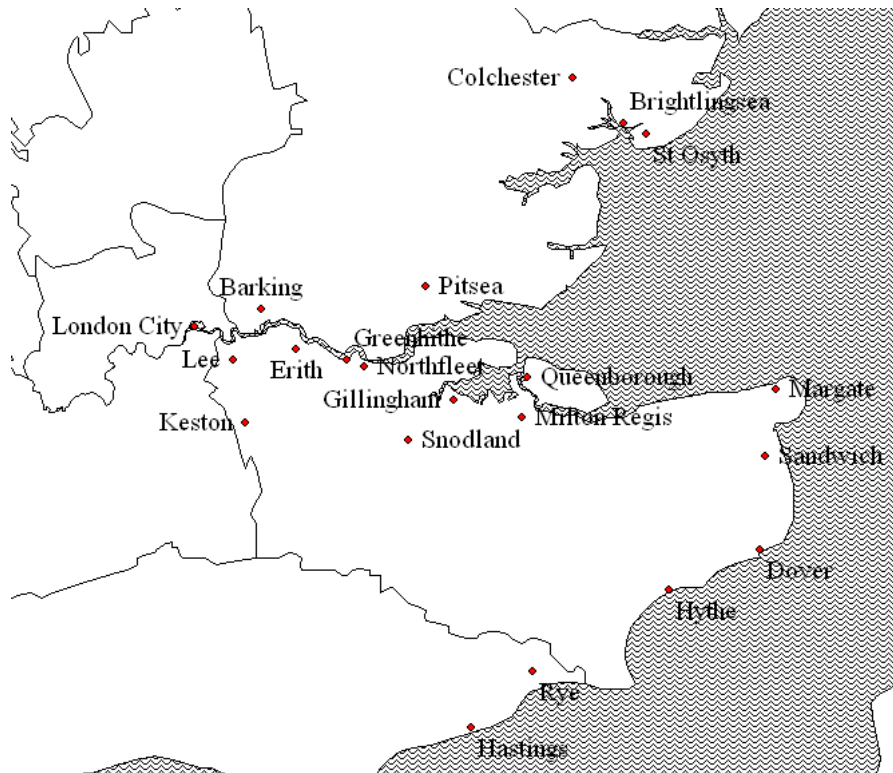 Colchester
Brightlingsea
St Osyth
Pitsea
Barking
London City
Greenhithe
Lee
Erith
Northfleet
Queenborough
Margate
Gillingham
Milton Regis
Keston
Snodland
Sandwich
Dover
Hythe
Rye
Hastings